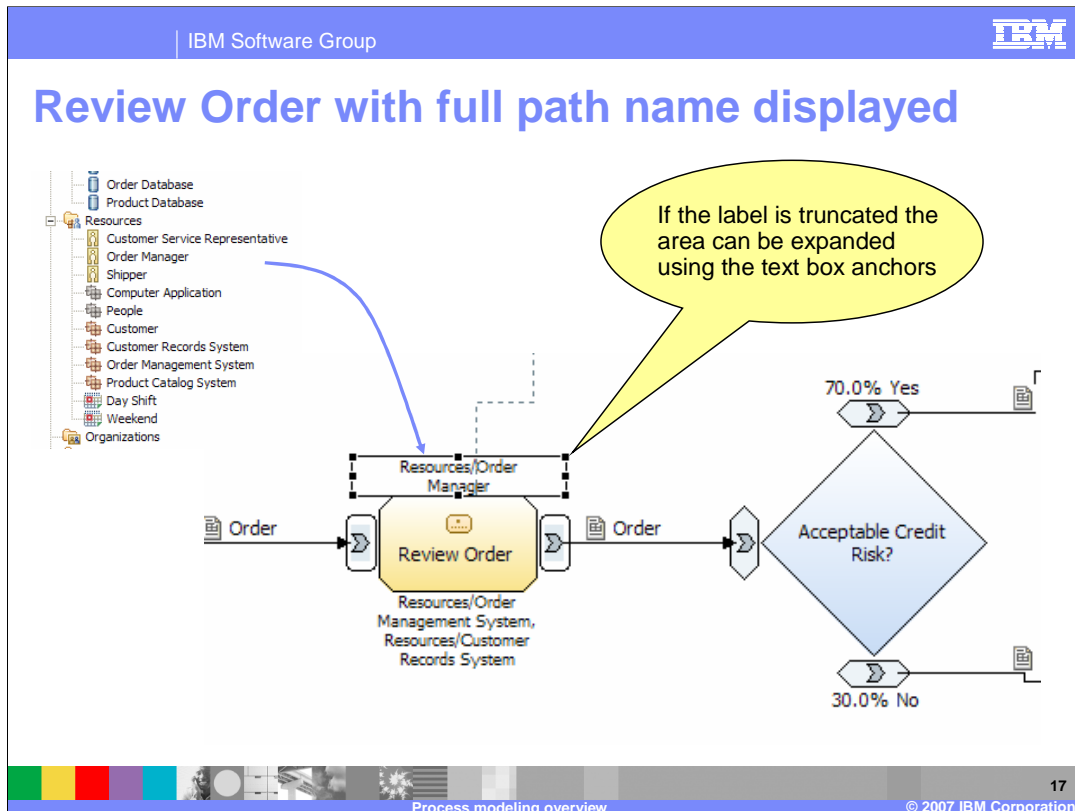 IBM Software Group
IBM
Review Order with full path name displayed
Order Database
Product Database
Resources
Customer Service Representative
Order Manager
Shipper
Computer Application
People
Customer
Customer Records System
Order Management System
Product Catalog System
Day Shift
Weekend
Organizations
If the label is truncated the
area can be expanded
using the text box anchors
Resources/Order
Manager
Order
Review Order
Order
Resources/Order
Management System,
Resources/Customer
Records System
70.0% Yes
Acceptable Credit
Risk?
30.0% No
17
Process modeling overview
© 2007 IBM Corporation